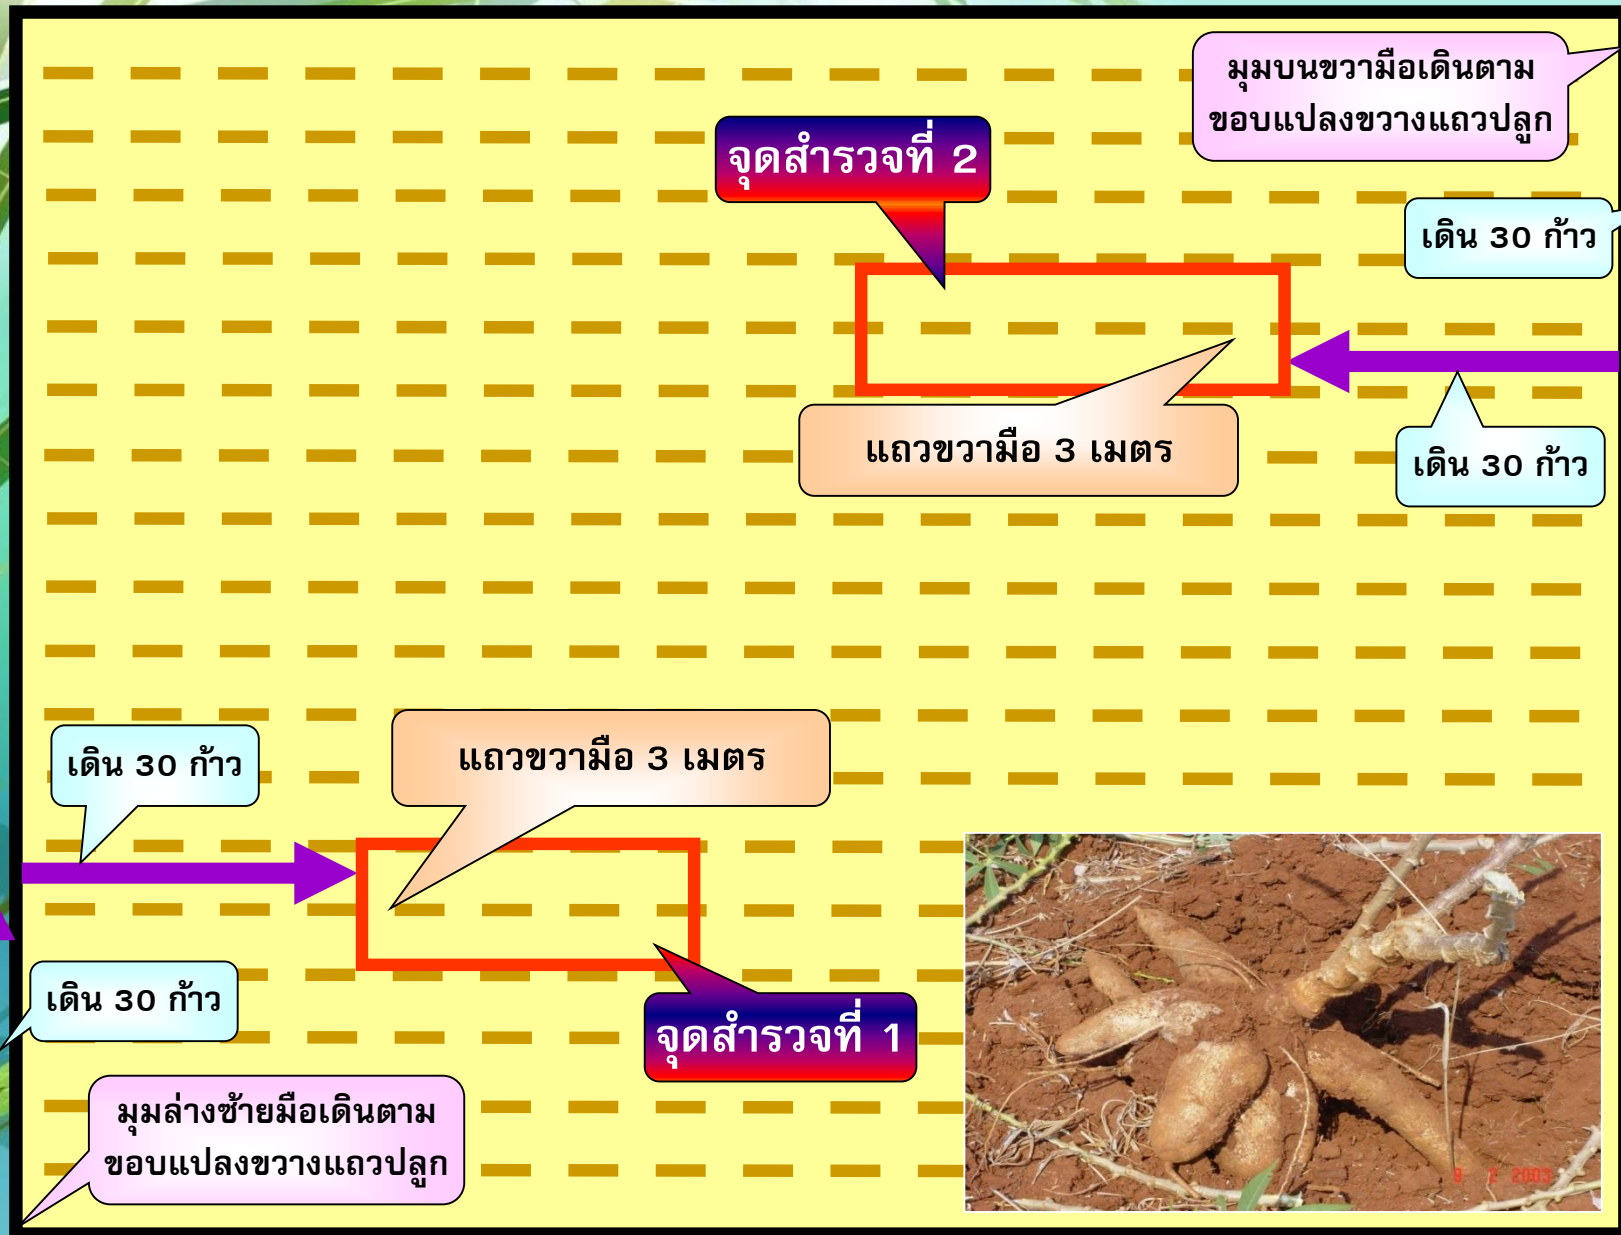 มุมบนขวามือเดินตาม
ขอบแปลงขวางแถวปลูก
จุดสำรวจที่ 2
เดิน 30 ก้าว
แถวขวามือ 3 เมตร
เดิน 30 ก้าว
แถวขวามือ 3 เมตร
เดิน 30 ก้าว
เดิน 30 ก้าว
จุดสำรวจที่ 1
มุมล่างซ้ายมือเดินตาม
ขอบแปลงขวางแถวปลูก
9 2 2003